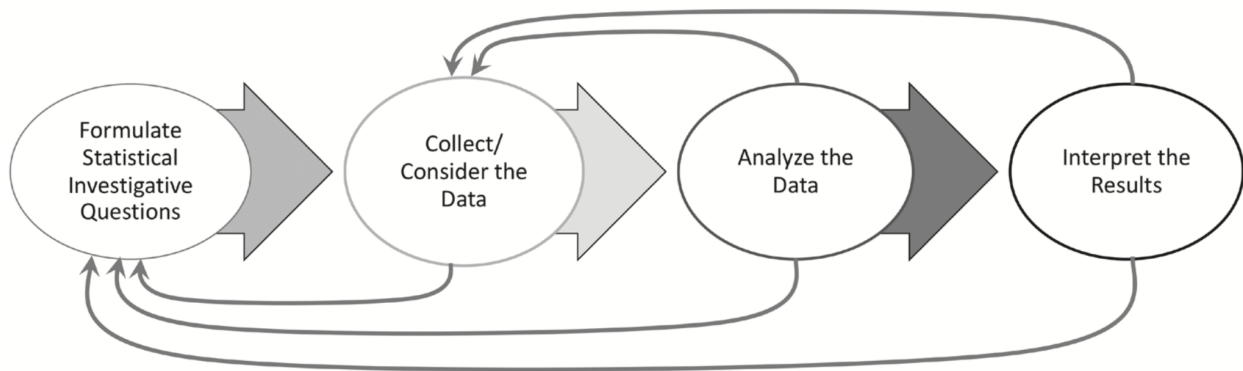 Formulate
Statistical
Investigative
Questions
Collect/
Consider the
Data
Analyze the
Data
Interpret the
Results